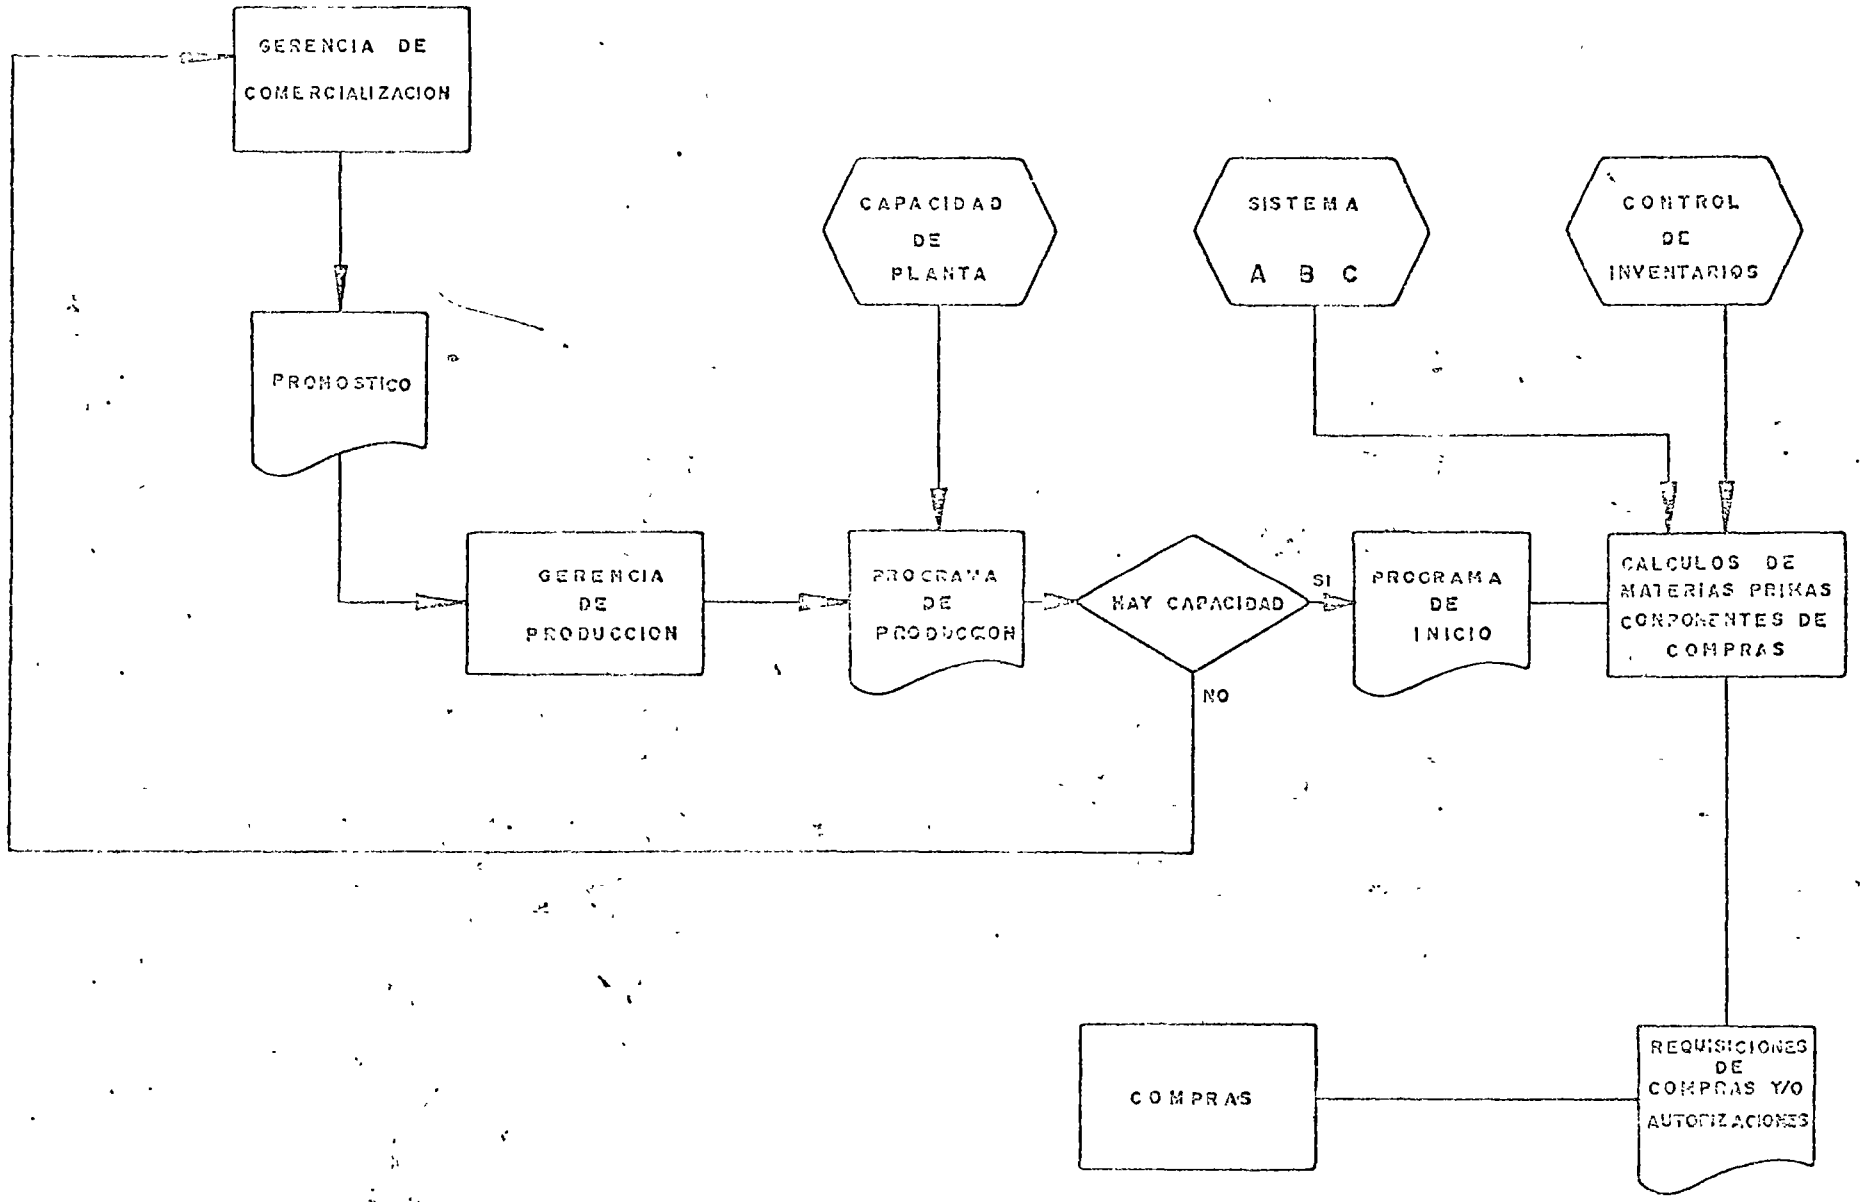 GERENCIA DE
COMERCIALIZACION
PRONOSTICO
CAPACIDAD
DE
PLANTA
SISTEMA
A B C
CONTROL
DE
INVENTARIOS
GERENCIA
DE
PRODUCCION
PROGRAMA
DE
PRODUCCION
HAY CAPACIDAD
SI
NO
PROGRAMA
DE
INICIO
CALCULOS DE
MATERIAS PRIMAS
COMPONENTES DE
COMPRAS
REQUISICIONES
DE
COMPRAS Y/O
AUTORIZACIONES
COMPRAS